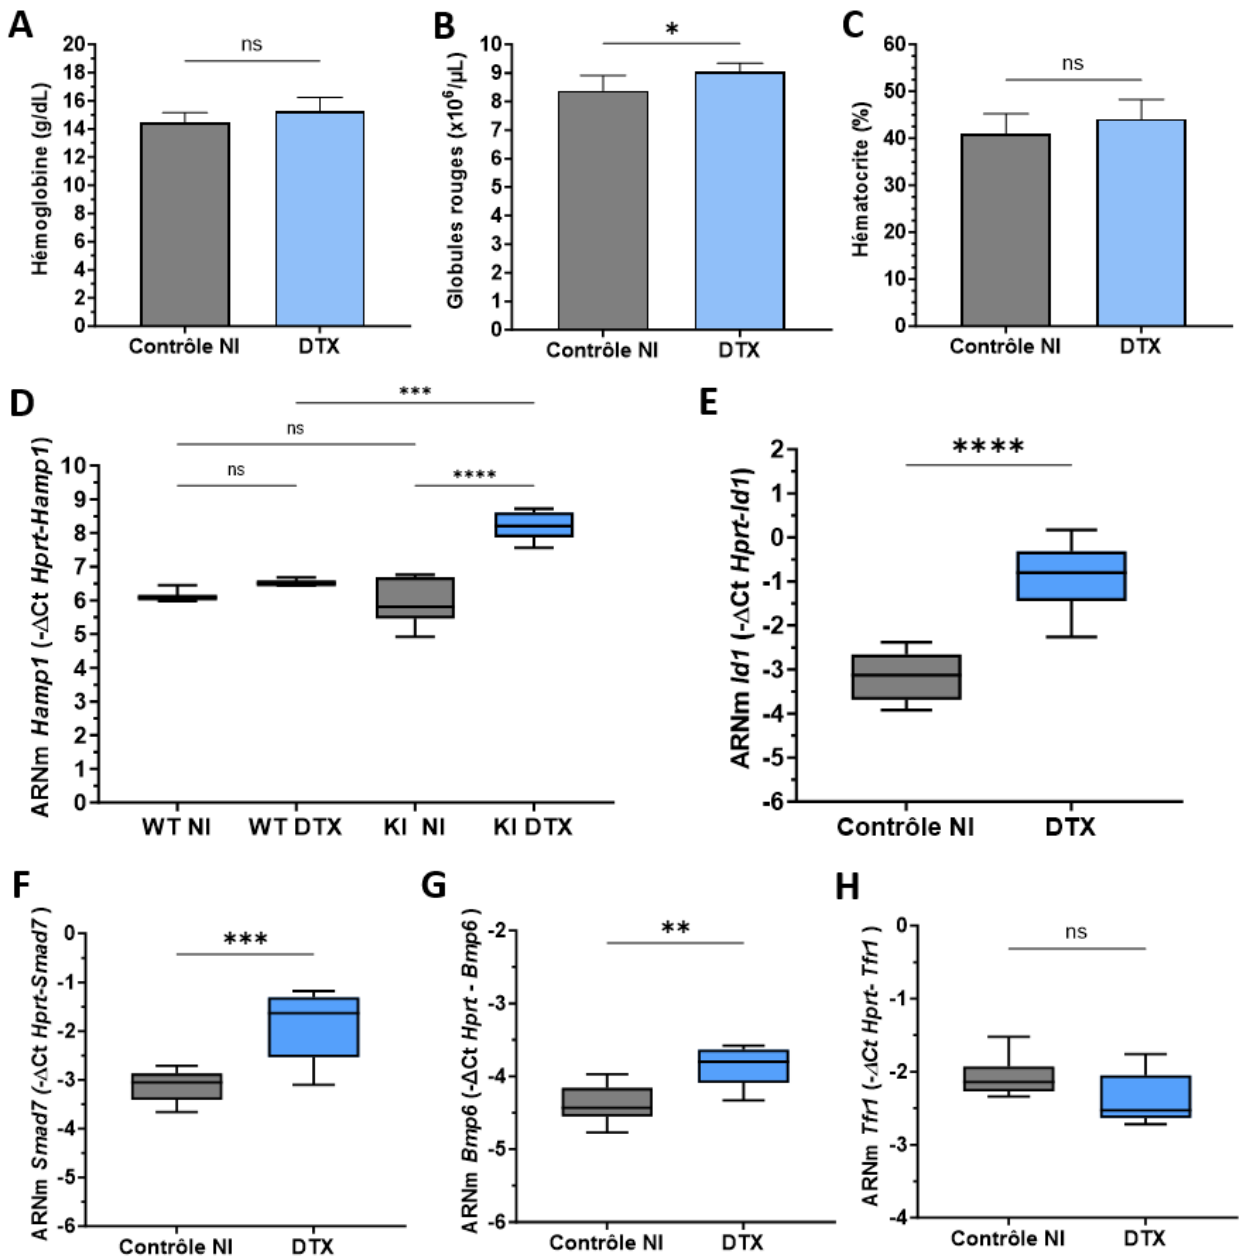 A
Hémoglobine (g/dL)
20
18
16
14
12
10
8
6
4
2
0
ns
Contrôle NI
DTX
B
Globules rouges (x10⁶/µL)
10
9
8
7
6
5
4
3
2
1
0
*
Contrôle NI
DTX
C
Hématocrite (%)
60
50
40
30
20
10
0
ns
Contrôle NI
DTX
D
ARNm Hamp1 (-ΔCt Hprt-Hamp1)
10
9
8
7
6
5
4
3
2
1
0
***
ns
ns
****
WT NI
WT DTX
KI NI
KI DTX
E
ARNm Id1 (-ΔCt Hprt-Id1)
2
1
0
-1
-2
-3
-4
-5
-6
****
Contrôle NI
DTX
F
ARNm Smad7 (-ΔCt Hprt-Smad7)
0
-1
-2
-3
-4
-5
-6
***
Contrôle NI
DTX
G
ARNm Bmp6 (-ΔCt Hprt - Bmp6)
-2
-3
-4
-5
-6
**
Contrôle NI
DTX
H
ARNm Tfr1 (-ΔCt Hprt- Tfr1)
0
-1
-2
-3
-4
ns
Contrôle NI
DTX